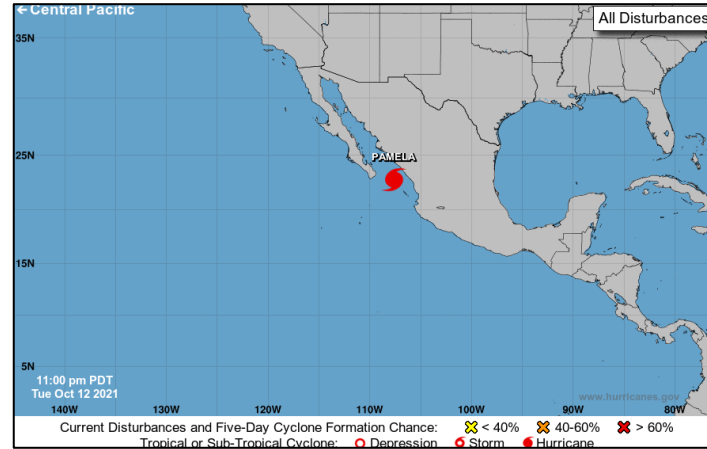 ← Central Pacific
All Disturbances
35N
PAMELA
25N
15N
5N
11:00 pm PDT
Tue Oct 12 2021
www.hurricanes.gov
140W 130W 120W 110W 100W 90W 80W
Current Disturbances and Five-Day Cyclone Formation Chance: < 40% 40-60% > 60%
Tropical or Sub-Tropical Cyclone: Depression Storm Hurricane